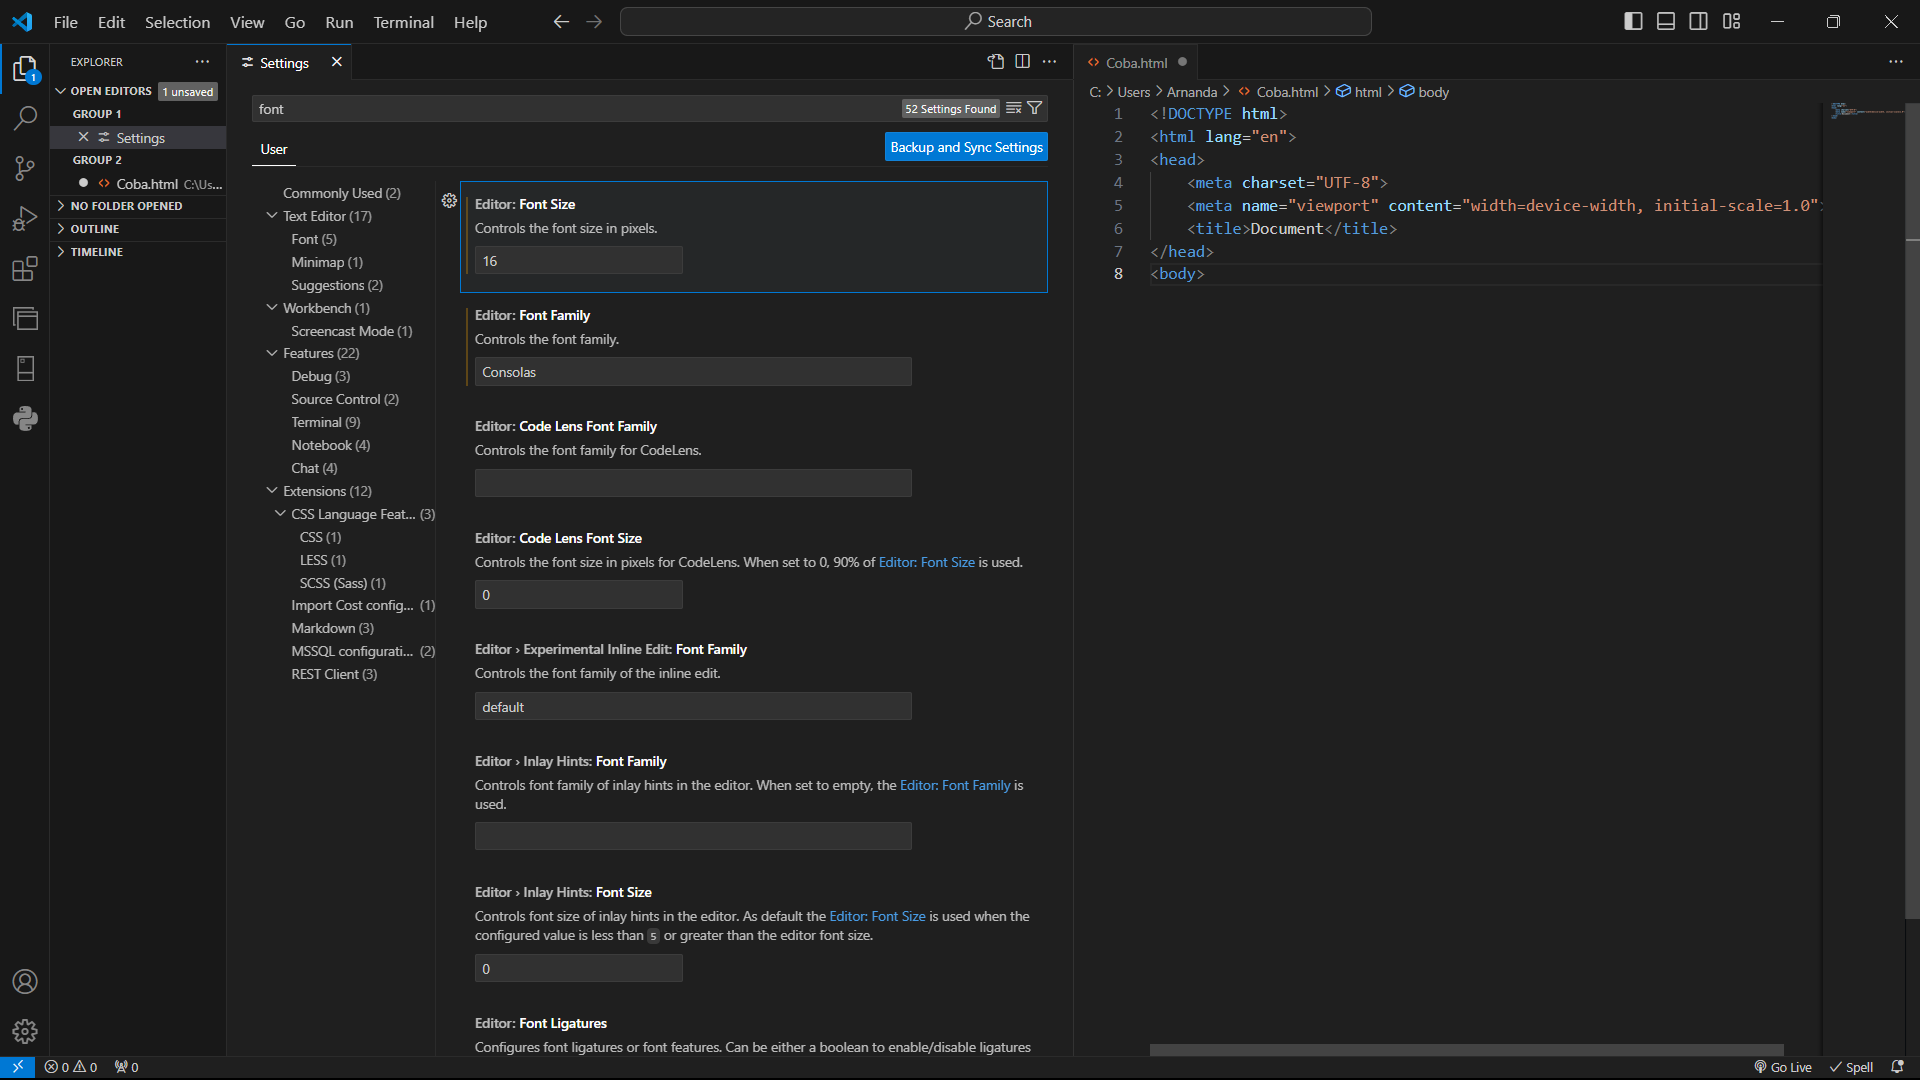 File Edit Selection View Go Run Terminal Help
Search
EXPLORER
OPEN EDITORS 1 unsaved
GROUP 1
Settings
GROUP 2
Coba.html C:\Us...
NO FOLDER OPENED
OUTLINE
TIMELINE
1
Settings
font
52 Settings Found
User
Backup and Sync Settings
Commonly Used (2)
Text Editor (17)
Font (5)
Minimap (1)
Suggestions (2)
Workbench (1)
Screencast Mode (1)
Features (22)
Debug (3)
Source Control (2)
Terminal (9)
Notebook (4)
Chat (4)
Extensions (12)
CSS Language Feat... (3)
CSS (1)
LESS (1)
SCSS (Sass) (1)
Import Cost config... (1)
Markdown (3)
MSSQL configurati... (2)
REST Client (3)
Editor: Font Size
Controls the font size in pixels.
16
Editor: Font Family
Controls the font family.
Consolas
Editor: Code Lens Font Family
Controls the font family for CodeLens.
Editor: Code Lens Font Size
Controls the font size in pixels for CodeLens. When set to 0, 90% of Editor: Font Size is used.
0
Editor › Experimental Inline Edit: Font Family
Controls the font family of the inline edit.
default
Editor › Inlay Hints: Font Family
Controls font family of inlay hints in the editor. When set to empty, the Editor: Font Family is
used.
Editor › Inlay Hints: Font Size
Controls font size of inlay hints in the editor. As default the Editor: Font Size is used when the
configured value is less than 5 or greater than the editor font size.
0
Editor: Font Ligatures
Configures font ligatures or font features. Can be either a boolean to enable/disable ligatures
Coba.html
C: > Users > Arnanda > Coba.html > html > body
1 <!DOCTYPE html>
2 <html lang="en">
3 <head>
4 <meta charset="UTF-8">
5 <meta name="viewport" content="width=device-width, initial-scale=1.0">
6 <title>Document</title>
7 </head>
8 <body>
0 0 0
Go Live Spell